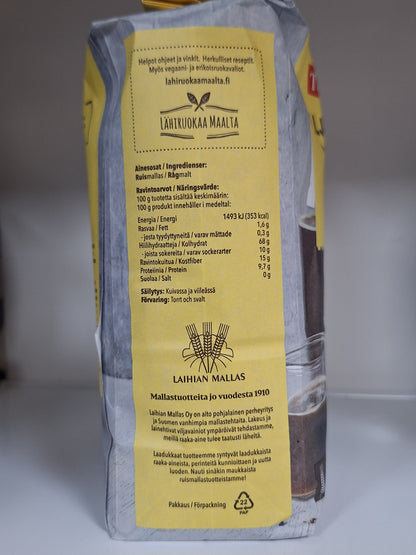 Helpot ohjeet ja vinkit. Herkulliset reseptit.
Myös vegaani- ja erikoisruokavaliot.
lahiruokaamaalta.fi
LÄHIRUOKAA MAALTA
Ainesosat / Ingredienser:
Ruismallas / Rågmalt
Ravintoarvot / Näringsvärde:
100 g tuotetta sisältää keskimäärin:
100 g produkt innehåller i medeltal:
Energia / Energi 1493 kJ (353 kcal)
Rasvaa / Fett 1,6 g
- josta tyydyttyneitä / varav mättade 0,3 g
Hiilihydraatteja / Kolhydrat 68 g
- joista sokereita / varav sockerarter 10 g
Ravintokuitua / Kostfiber 15 g
Proteiinia / Protein 9,7 g
Suolaa / Salt 0 g
Säilytys: Kuivassa ja viileässä
Förvaring: Torrt och svalt
LAIHIAN MALLAS
Mallastuotteita jo vuodesta 1910
Laihian Mallas Oy on aito pohjalainen perheyritys
ja Suomen vanhimpia mallastehtaita. Lakeus ja
lainehtivat viljavainiot ympäröivät tehdastamme,
meillä raaka-aine tulee taatusti läheltä.
Laadukkaat tuotteemme syntyvät laadukkaista
raaka-aineista, perinteitä kunnioittaen ja uutta
luoden. Nauti sinäkin maukkaista
ruismallastuotteistamme!
Pakkaus / Förpackning
22
PAP